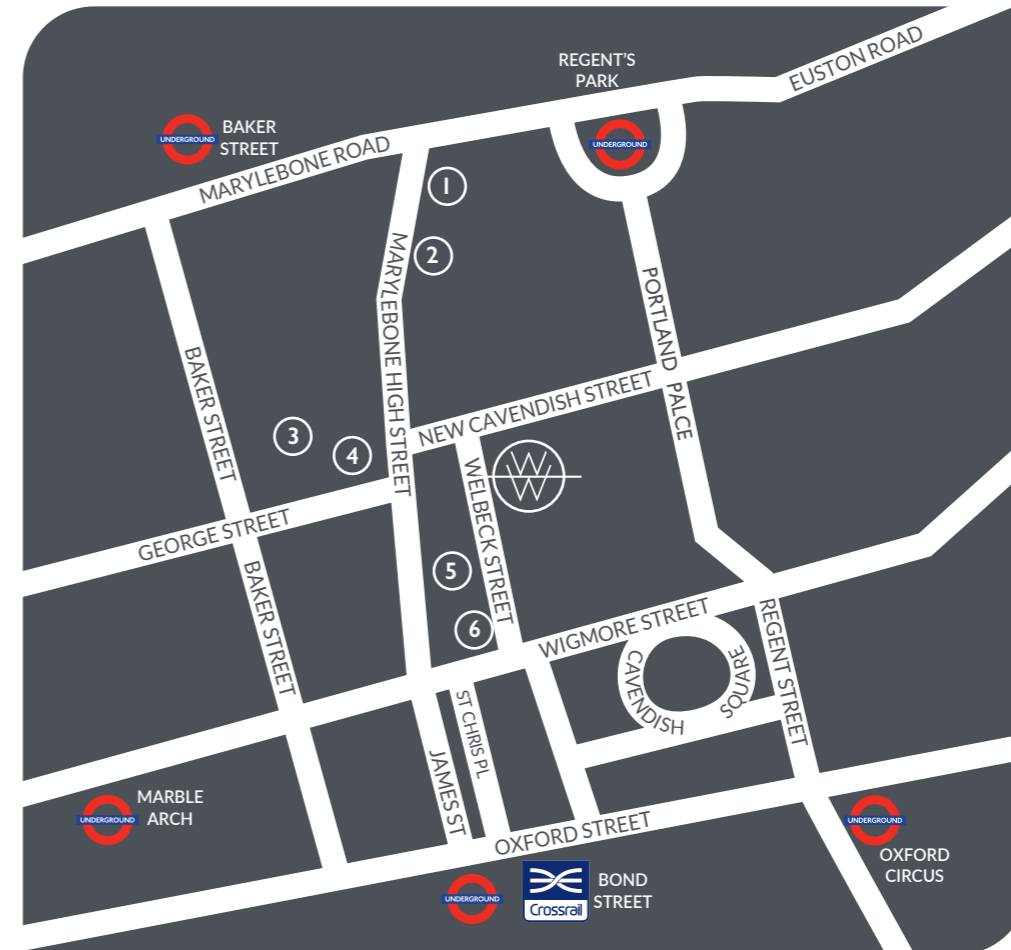 EUSTON ROAD
REGENT'S
PARK
UNDERGROUND
BAKER
STREET
UNDERGROUND
MARYLEBONE ROAD
1
2
MARYLEBONE HIGH STREET
PORTLAND PALCE
BAKER STREET
NEW CAVENDISH STREET
3
4
W
W
WELBECK STREET
GEORGE STREET
BAKER STREET
5
6
WIGMORE STREET
REGENT STREET
CAVENDISH SQUARE
ST CHRIS PL
JAMES ST
MARBLE
ARCH
UNDERGROUND
OXFORD STREET
UNDERGROUND
OXFORD
CIRCUS
UNDERGROUND
Crossrail
BOND
STREET